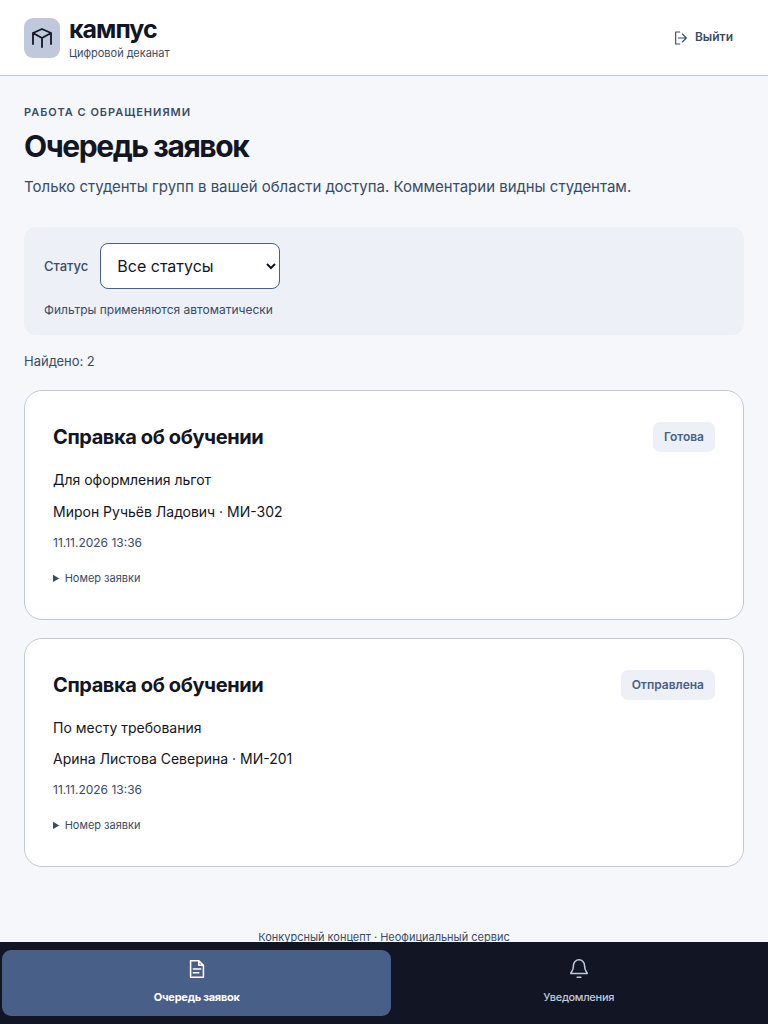 кампус
Цифровой деканат
Выйти
РАБОТА С ОБРАЩЕНИЯМИ
Очередь заявок
Только студенты групп в вашей области доступа. Комментарии видны студентам.
Статус
Все статусы
Фильтры применяются автоматически
Найдено: 2
Справка об обучении
Готова
Для оформления льгот
Мирон Ручьёв Ладович · МИ-302
11.11.2026 13:36
Номер заявки
Справка об обучении
Отправлена
По месту требования
Арина Листова Северина · МИ-201
11.11.2026 13:36
Номер заявки
Конкурсный концепт · Неофициальный сервис
Очередь заявок
Уведомления